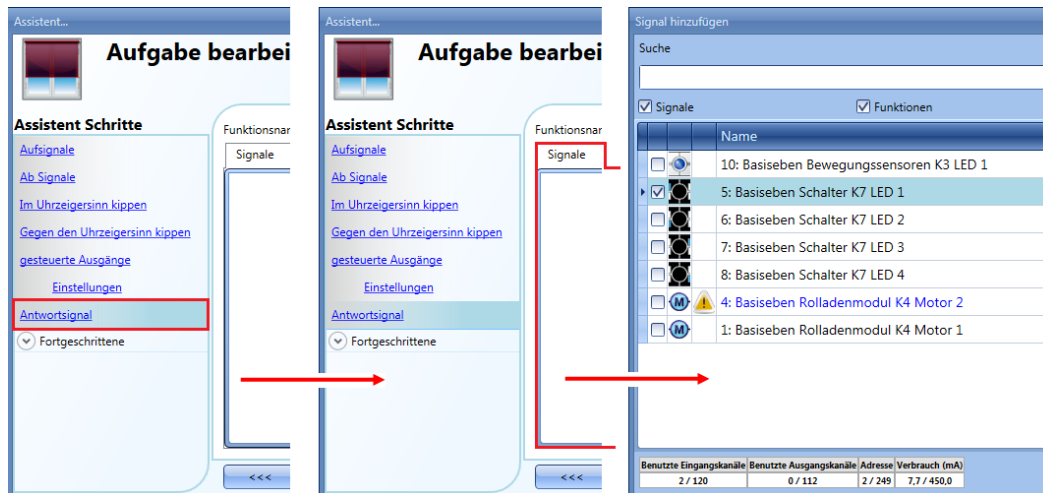 Assistent...
Aufgabe bearbei
Assistent Schritte
Aufsignale
Ab Signale
Im Uhrzeigersinn kippen
Gegen den Uhrzeigersinn kippen
gesteuerte Ausgänge
Einstellungen
Antwortsignal
Fortgeschrittene
Funktionsnar
Signale
<<<
Assistent...
Aufgabe bearbei
Assistent Schritte
Aufsignale
Ab Signale
Im Uhrzeigersinn kippen
Gegen den Uhrzeigersinn kippen
gesteuerte Ausgänge
Einstellungen
Antwortsignal
Fortgeschrittene
Funktionsnar
Signale
<<<
Signal hinzufügen
Suche
Signale Funktionen
Name
10: Basiseben Bewegungssensoren K3 LED 1
5: Basiseben Schalter K7 LED 1
6: Basiseben Schalter K7 LED 2
7: Basiseben Schalter K7 LED 3
8: Basiseben Schalter K7 LED 4
M 4: Basiseben Rolladenmodul K4 Motor 2
M 1: Basiseben Rolladenmodul K4 Motor 1
Benutzte Eingangskanäle Benutzte Ausgangskanäle Adresse Verbrauch (mA)
2 / 120 0 / 112 2 / 249 7,7 / 450,0